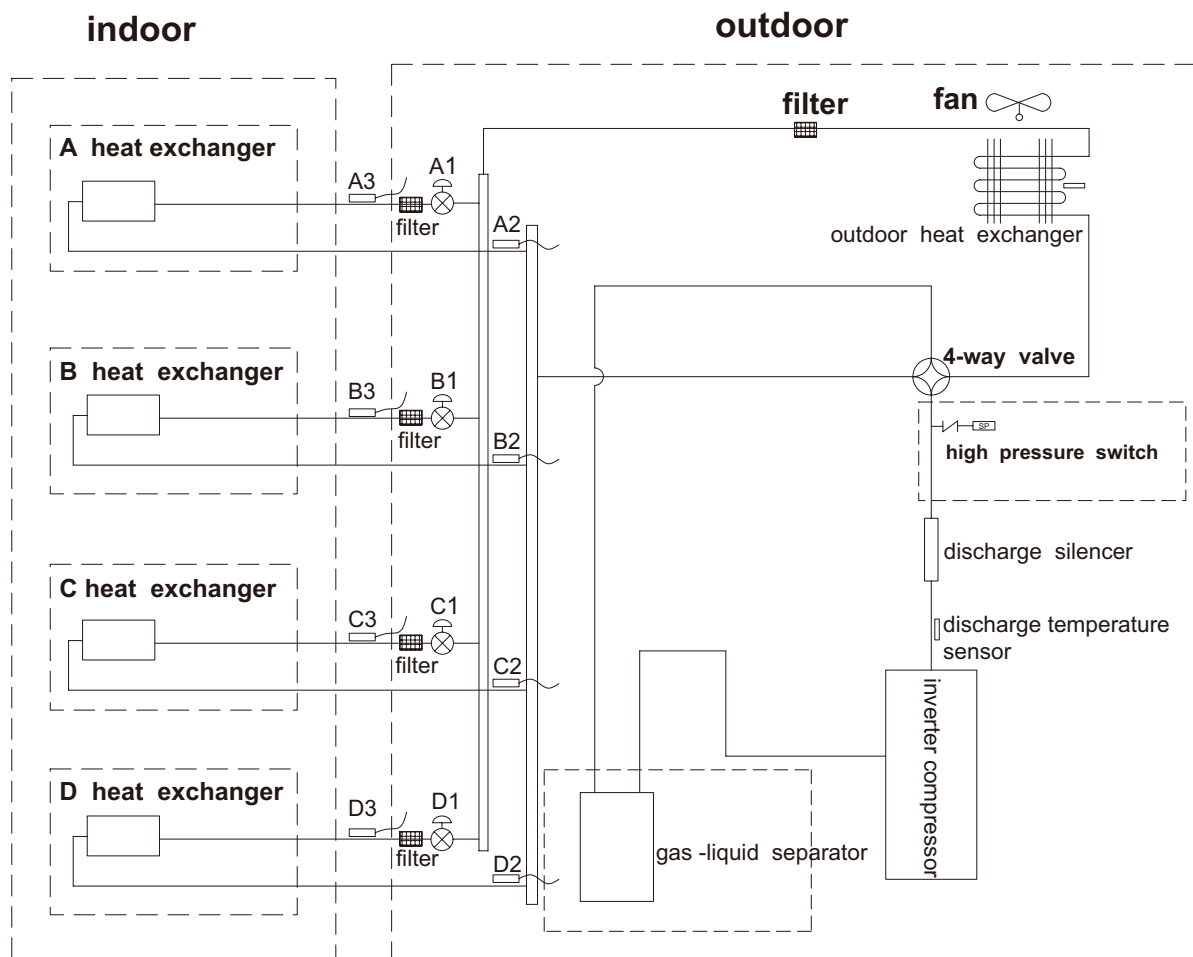 indoor
outdoor
filter
fan
A heat exchanger
A3
A1
filter
A2
outdoor heat exchanger
4-way valve
B heat exchanger
B3
B1
filter
B2
SP
high pressure switch
discharge silencer
C heat exchanger
C3
C1
filter
C2
discharge temperature
sensor
inverter compressor
D heat exchanger
D3
D1
filter
D2
gas -liquid separator